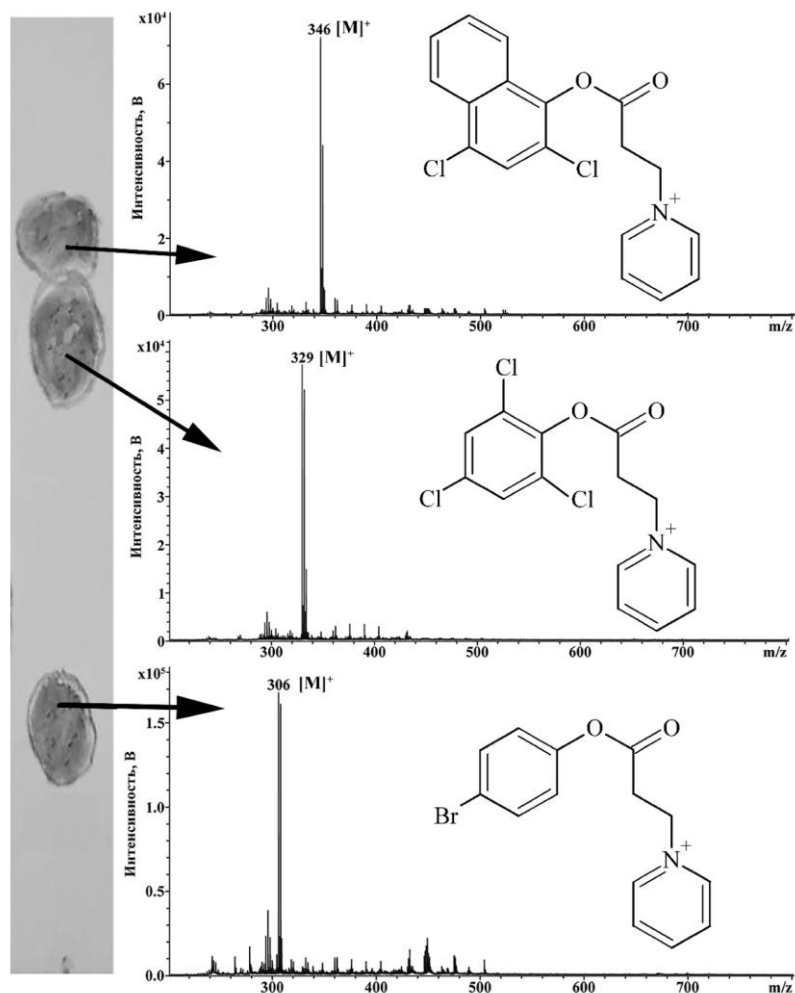 x10⁴
346 [M]⁺
Интенсивность, В
6
4
2
0
300 400 500 600 700 m/z
O O
Cl Cl
N⁺
x10⁴
329 [M]⁺
Интенсивность, В
5
4
3
2
1
0
300 400 500 600 700 m/z
Cl
O O
Cl Cl
N⁺
x10⁵
306 [M]⁺
Интенсивность, В
1.5
1.0
0.5
0.0
300 400 500 600 700 m/z
O O
Br
N⁺